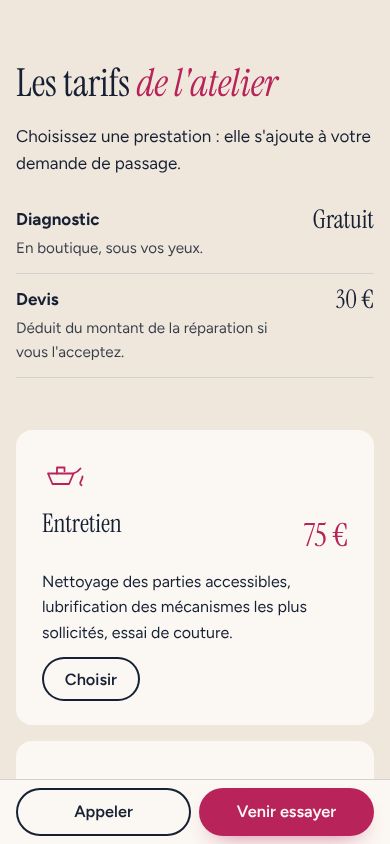 Les tarifs de l'atelier
Choisissez une prestation : elle s'ajoute à votre
demande de passage.
Diagnostic
Gratuit
En boutique, sous vos yeux.
Devis
30 €
Déduit du montant de la réparation si
vous l'acceptez.
Entretien
75 €
Nettoyage des parties accessibles,
lubrification des mécanismes les plus
sollicités, essai de couture.
Choisir
Appeler
Venir essayer